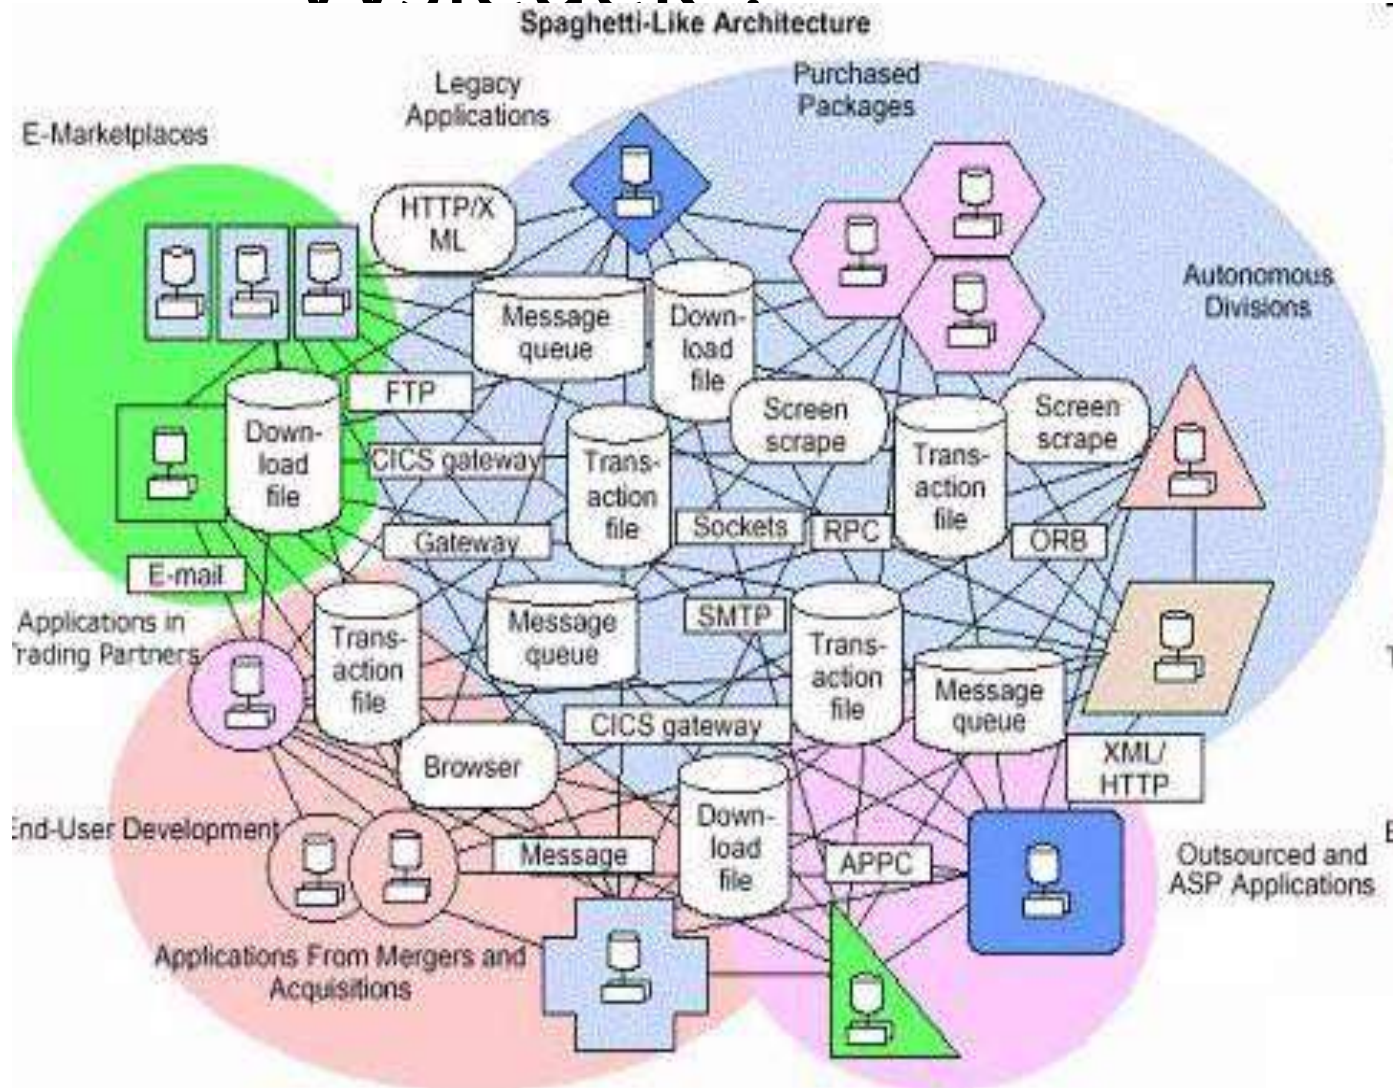 Spaghetti-Like Architecture
Legacy
Applications
Purchased
Packages
E-Marketplaces
HTTP/X
ML
Autonomous
Divisions
Message
queue
Down-
load
file
FTP
Screen
scrape
Screen
scrape
Down-
load
file
CICS gateway
Trans-
action
file
Trans-
action
file
Gateway
Sockets
RPC
ORB
E-mail
Applications in
Trading Partners
Trans-
action
file
Message
queue
SMTP
Trans-
action
file
Message
queue
CICS gateway
Browser
XML/
HTTP
End-User Development
Down-
load
file
Message
APPC
Outsourced and
ASP Applications
Applications From Mergers and
Acquisitions